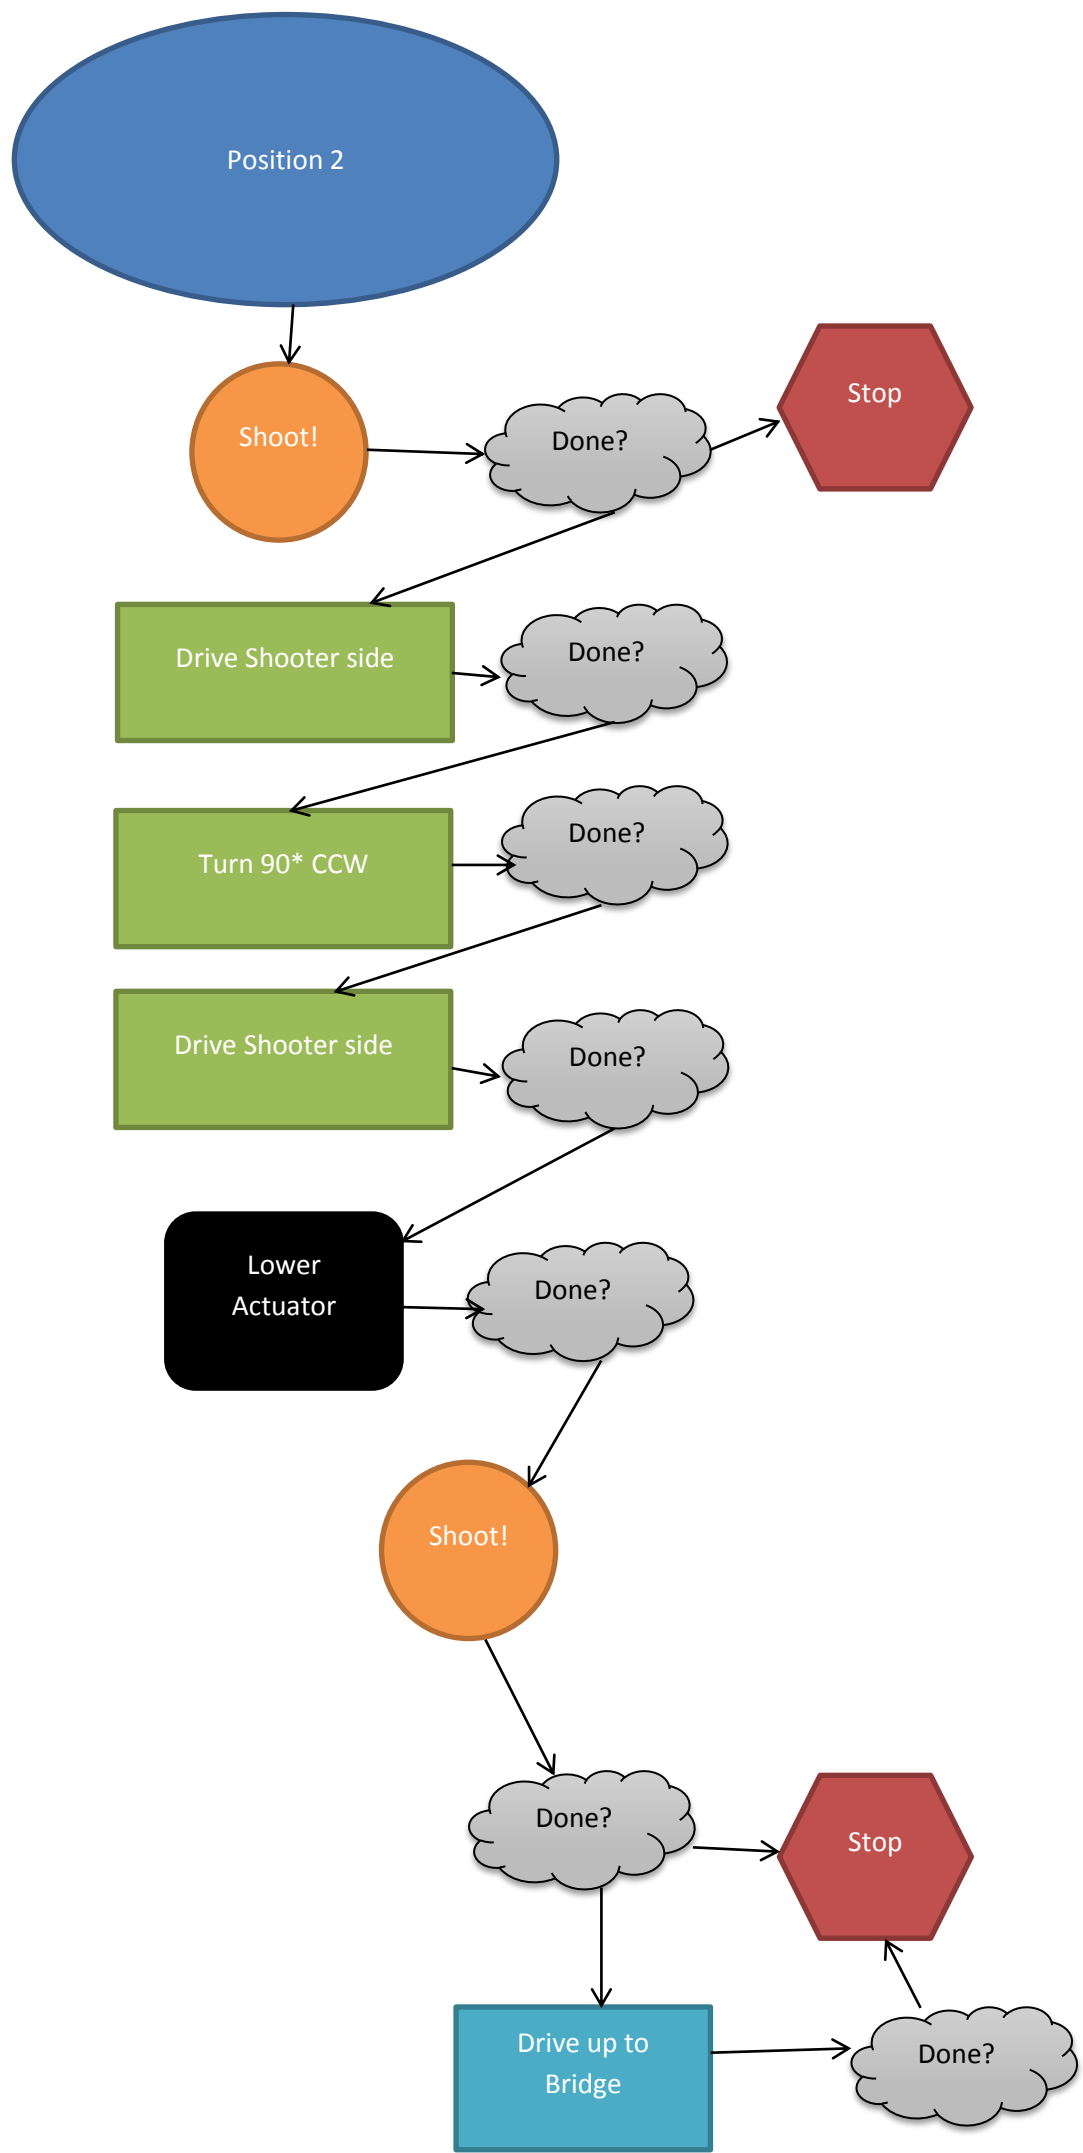 Position 2
Stop
Shoot!
Done?
Drive Shooter side
Done?
Turn 90* CCW
Done?
Drive Shooter side
Done?
Lower
Actuator
Done?
Shoot!
Done?
Stop
Drive up to
Bridge
Done?